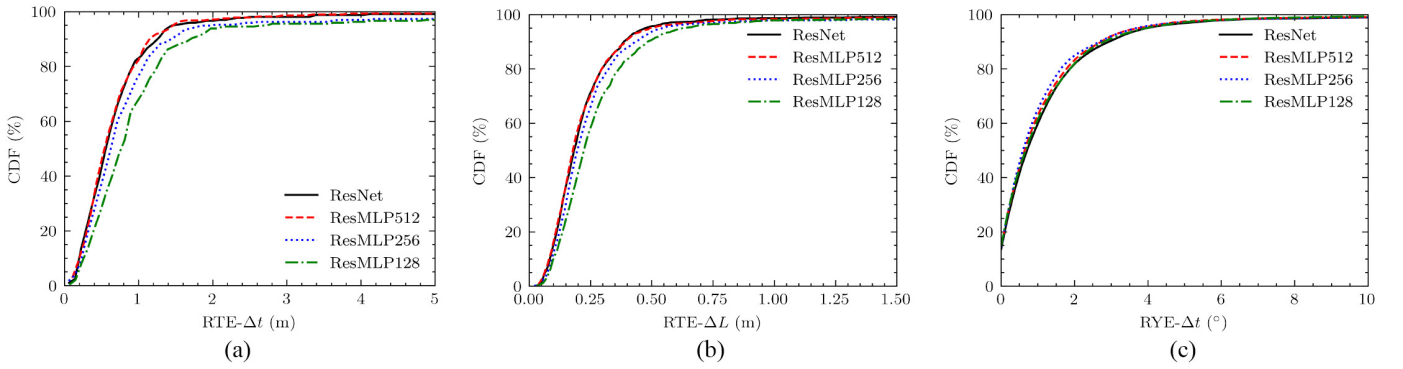 100
80
60
40
20
0
CDF (%)
ResNet
ResMLP512
ResMLP256
ResMLP128
0 1 2 3 4 5
RTE-Δt (m)
(a)
100
80
60
40
20
0
CDF (%)
ResNet
ResMLP512
ResMLP256
ResMLP128
0.00 0.25 0.50 0.75 1.00 1.25 1.50
RTE-ΔL (m)
(b)
100
80
60
40
20
0
CDF (%)
ResNet
ResMLP512
ResMLP256
ResMLP128
0 2 4 6 8 10
RYE-Δt (°)
(c)